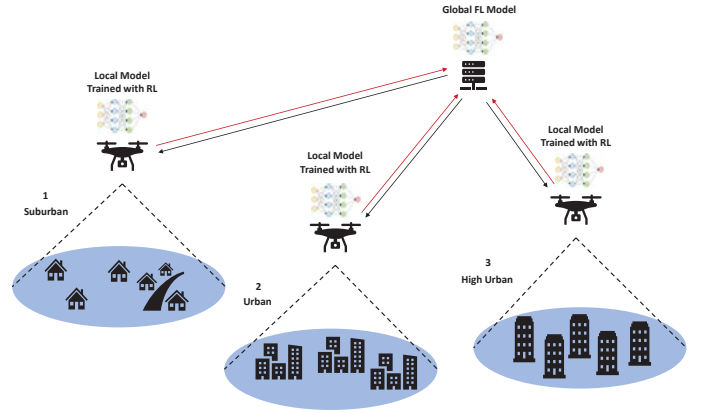 Global FL Model
Local Model
Trained with RL
Local Model
Trained with RL
Local Model
Trained with RL
1
Suburban
2
Urban
3
High Urban